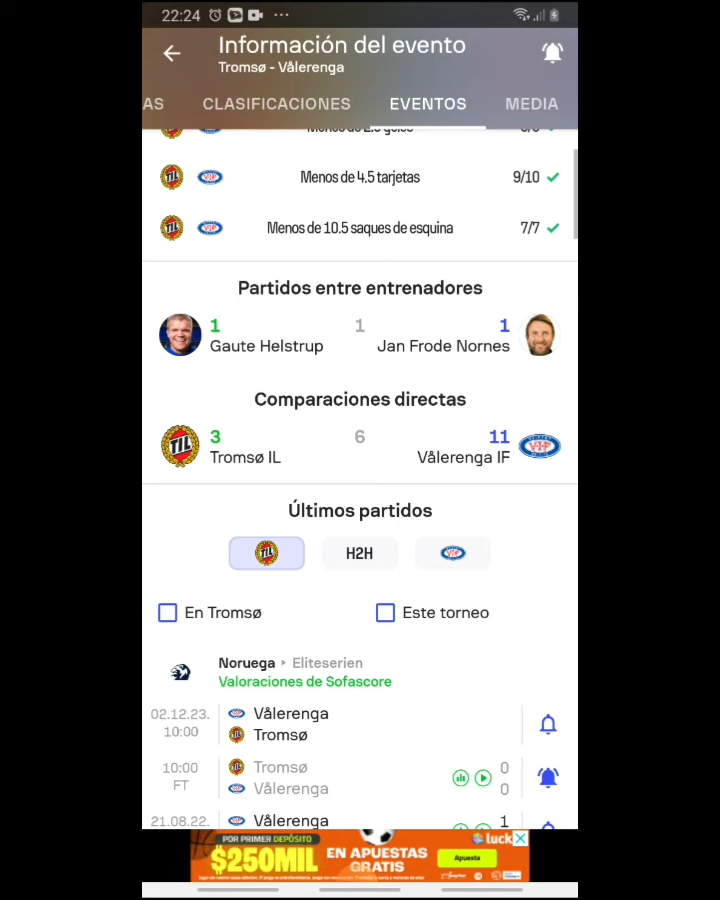 22:24
Información del evento
Tromsø - Vålerenga
AS CLASIFICACIONES EVENTOS MEDIA
Menos de 4.5 tarjetas 9/10
Menos de 10.5 saques de esquina 7/7
Partidos entre entrenadores
1 1 1
Gaute Helstrup Jan Frode Nornes
Comparaciones directas
3 6 11
Tromsø IL Vålerenga IF
Últimos partidos
H2H
En Tromsø Este torneo
Noruega Eliteserien
Valoraciones de Sofascore
02.12.23. Vålerenga
10:00 Tromsø
10:00 Tromsø 0
FT Vålerenga 0
21.08.22. Vålerenga 1
POR PRIMER DEPÓSITO
$250MIL EN APUESTAS GRATIS
luck
Apuesta